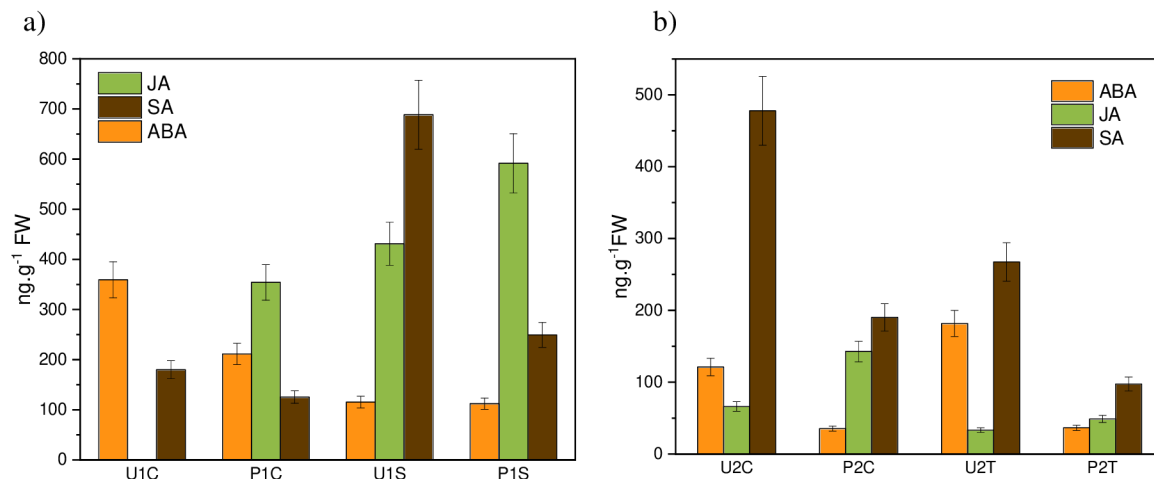 a)
800
700
600
500
400
300
200
100
0
ng.g⁻¹ FW
JA
SA
ABA
U1C P1C U1S P1S
b)
500
400
300
200
100
0
ng.g⁻¹FW
ABA
JA
SA
U2C P2C U2T P2T